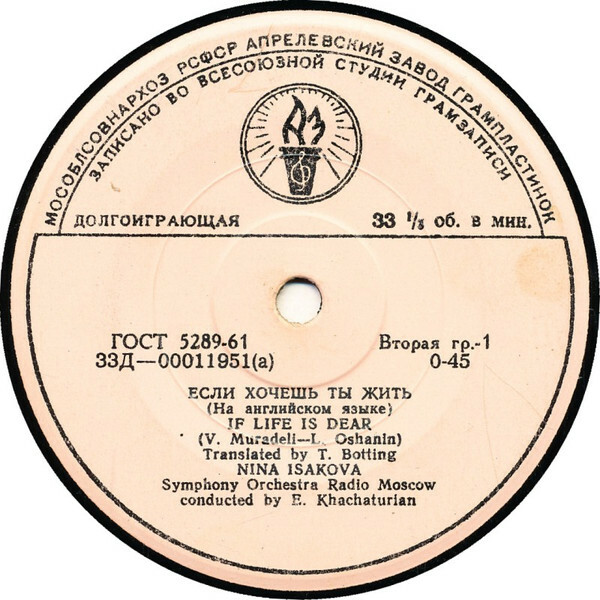 МОСОБЛСОВНАРХОЗ РСФСР АПРЕЛЕВСКИЙ ЗАВОД ГРАМПЛАСТИНОК
ЗАПИСАНО ВО ВСЕСОЮЗНОЙ СТУДИИ ГРАМЗАПИСИ
АЗ
ДОЛГОИГРАЮЩАЯ 33 1/3 об. в мин.
ГОСТ 5289-61 Вторая гр.-1
33Д—00011951(а) 0-45
ЕСЛИ ХОЧЕШЬ ТЫ ЖИТЬ
(На английском языке)
IF LIFE IS DEAR
(V. Muradeli—L. Oshanin)
Translated by T. Botting
NINA ISAKOVA
Symphony Orchestra Radio Moscow
conducted by E. Khachaturian